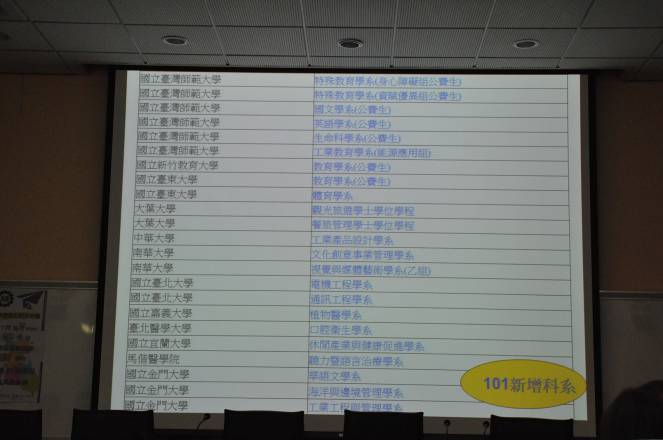 國立臺灣師範大學 特殊教育學系(身心障礙組公費生)
國立臺灣師範大學 特殊教育學系(資賦優異組公費生)
國立臺灣師範大學 國文學系(公費生)
國立臺灣師範大學 英語學系(公費生)
國立臺灣師範大學 生命科學系(公費生)
國立臺灣師範大學 工業教育學系(能源應用組)
國立新竹教育大學 教育學系(公費生)
國立臺東大學 教育學系(公費生)
國立臺東大學 體育學系
大葉大學 觀光旅遊學士學位學程
大葉大學 餐旅管理學士學位學程
中華大學 工業產品設計學系
南華大學 文化創意事業管理學系
南華大學 視覺與媒體藝術學系(乙組)
國立臺北大學 電機工程學系
國立臺北大學 通訊工程學系
國立嘉義大學 植物醫學系
臺北醫學大學 口腔衛生學系
國立宜蘭大學 休閒產業與健康促進學系
馬偕醫學院 聽力暨語言治療學系
國立金門大學 華語文學系
國立金門大學 海洋與邊境管理學系
國立金門大學 工業工程與管理學系
101新增科系